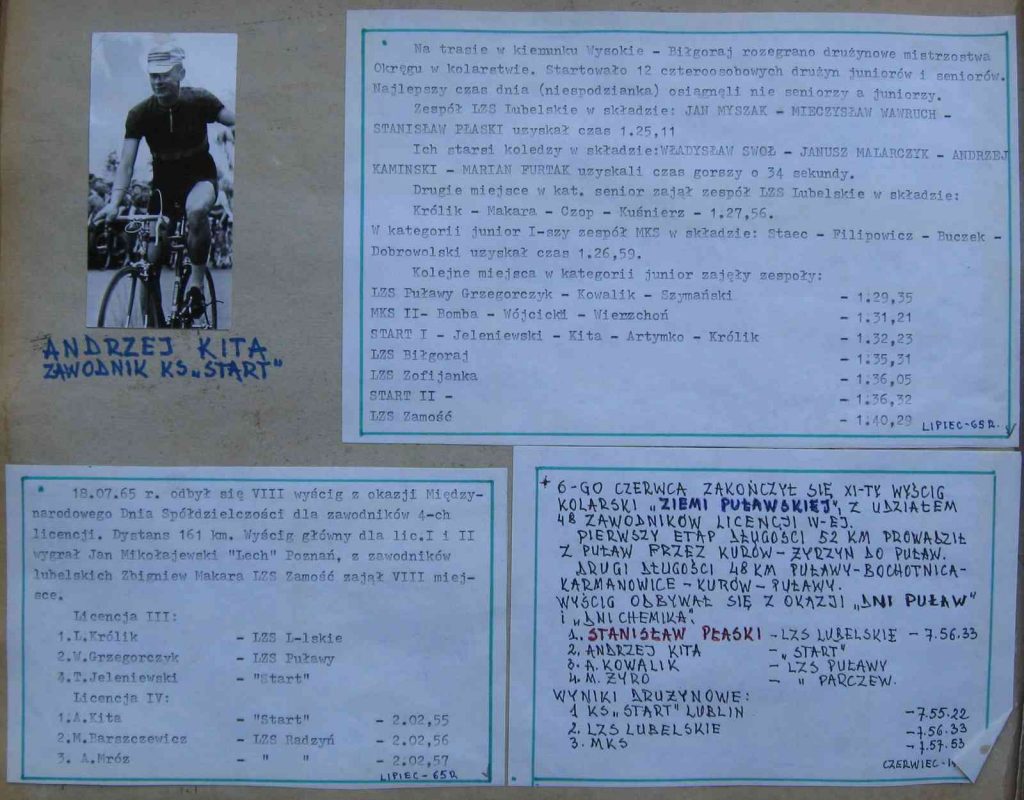 Na trasie w kierunku Wysokie - Biłgoraj rozegrano drużynowe mistrzostwa
Okręgu w kolarstwie. Startowało 12 czteroosobowych drużyn juniorów i seniorów.
Najlepszy czas dnia (niespodzianka) osiągnęli nie seniorzy a juniorzy.
Zespół LZS Lubelskie w składzie: JAN MYSZAK - MIECZYSŁAW WAWRUCH -
STANISŁAW PŁASKI uzyskał czas 1.25,11
Ich starsi koledzy w składzie:WŁADYSŁAW SWOŁ - JANUSZ MALARCZYK - ANDRZEJ
KAMINSKI - MARIAN FURTAK uzyskali czas gorszy o 34 sekundy.
Drugie miejsce w kat. senior zajął zespół LZS Lubelskie w składzie:
Królik - Makara - Czop - Kuśnierz - 1.27,56.
W kategorii junior I-szy zespół MKS w składzie: Staec - Filipowicz - Buczek -
Dobrowolski uzyskał czas 1.26,59.
Kolejne miejsca w kategorii junior zajęły zespoły:
LZS Puławy Grzegorczyk - Kowalik - Szymański - 1.29,35
MKS II- Bomba - Wójcicki - Wierzchoń - 1.31,21
START I - Jeleniewski - Kita - Artymko - Królik - 1.32,23
LZS Biłgoraj - 1.35,31
LZS Zofijanka - 1.36,05
START II - - 1.36,32
LZS Zamość - 1.40,29
LIPIEC-65R.
ANDRZEJ KITA
ZAWODNIK KS „START"
18.07.65 r. odbył się VIII wyścig z okazji Między-
narodowego Dnia Spółdzielczości dla zawodników 4-ch
licencji. Dystans 161 km. Wyścig główny dla lic.I i II
wygrał Jan Mikołajewski "Lech" Poznań, z zawodników
lubelskich Zbigniew Makara LZS Zamość zajął VIII miej-
sce.
Licencja III:
1.L.Królik - LZS L-lskie
2.W.Grzegorczyk - LZS Puławy
4.T.Jeleniewski - "Start"
Licencja IV:
1.A.Kita - "Start" - 2.02,55
2.M.Barszczewicz - LZS Radzyń - 2.02,56
3. A.Mróz - " " - 2.02,57
LIPIEC-65R
+ 6-GO CZERWCA ZAKOŃCZYŁ SIĘ XI-TY WYŚCIG
KOLARSKI „ZIEMI PUŁAWSKIEJ", Z UDZIAŁEM
48 ZAWODNIKÓW LICENCJI IV-EJ.
PIERWSZY ETAP DŁUGOŚCI 52 KM PROWADZIŁ
Z PUŁAW PRZEZ KURÓW-ŻYRZYN DO PUŁAW.
DRUGI DŁUGOŚCI 48 KM PUŁAWY-BOCHOTNICA-
KARMANOWICE-KURÓW-PUŁAWY.
WYŚCIG ODBYWAŁ SIĘ Z OKAZJI „DNI PUŁAW"
i „DNI CHEMIKA".
1. STANISŁAW PŁASKI - LZS LUBELSKIE - 7.56.33
2. ANDRZEJ KITA - „START"
3. A. KOWALIK - LZS PUŁAWY
4. M. ŻYRO - " PARCZEW.
WYNIKI DRUŻYNOWE:
1 KS „START" LUBLIN - 7.55.22
2. LZS LUBELSKIE - 7.56.33
3. MKS - 7.57.53
CZERWIEC-